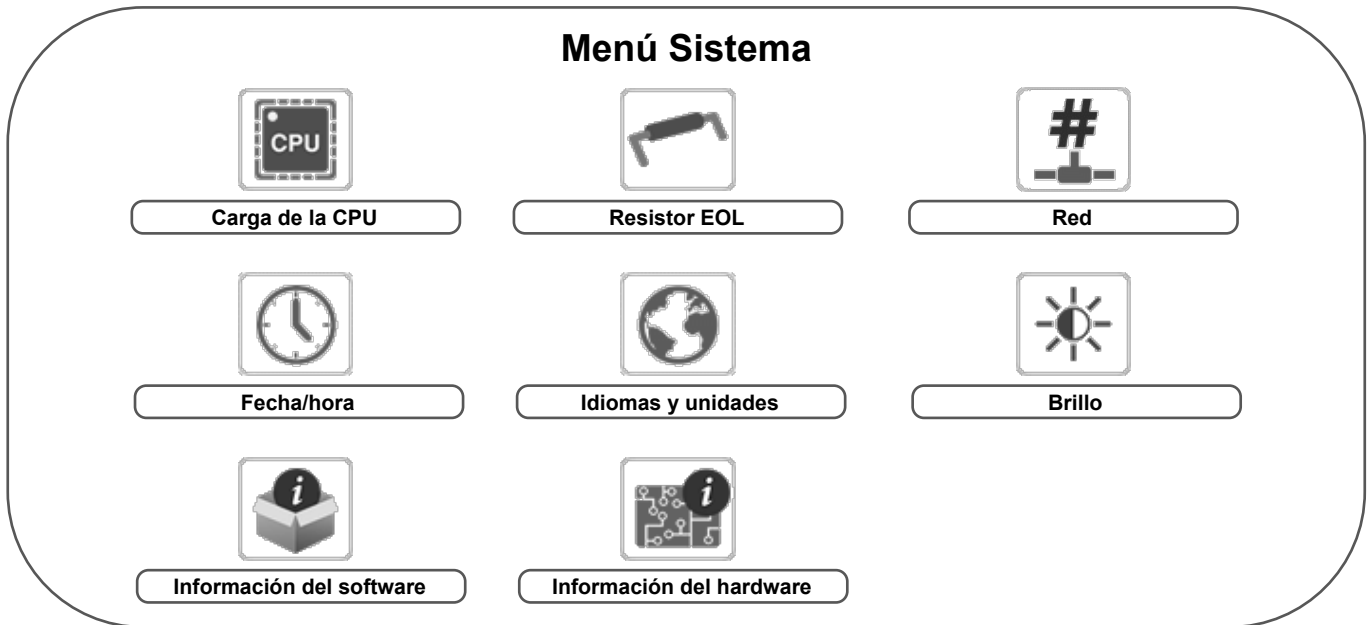 Menú Sistema
CPU
#
Carga de la CPU
Resistor EOL
Red
Fecha/hora
Idiomas y unidades
Brillo
i
i
Información del software
Información del hardware